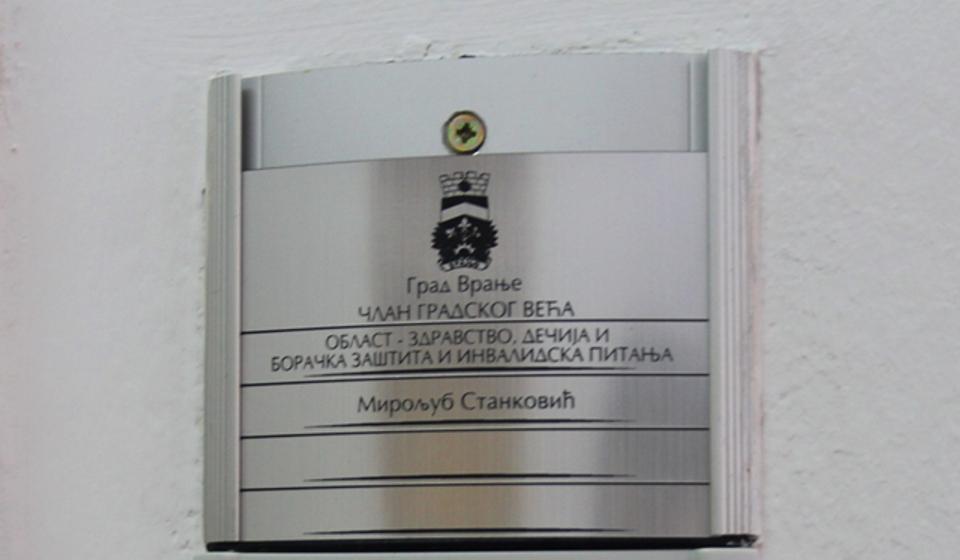 Град Врање
ЧЛАН ГРАДСКОГ ВЕЋА
ОБЛАСТ - ЗДРАВСТВО, ДЕЧИЈА И
БОРАЧКА ЗАШТИТА И ИНВАЛИДСКА ПИТАЊА
Мирољуб Станковић